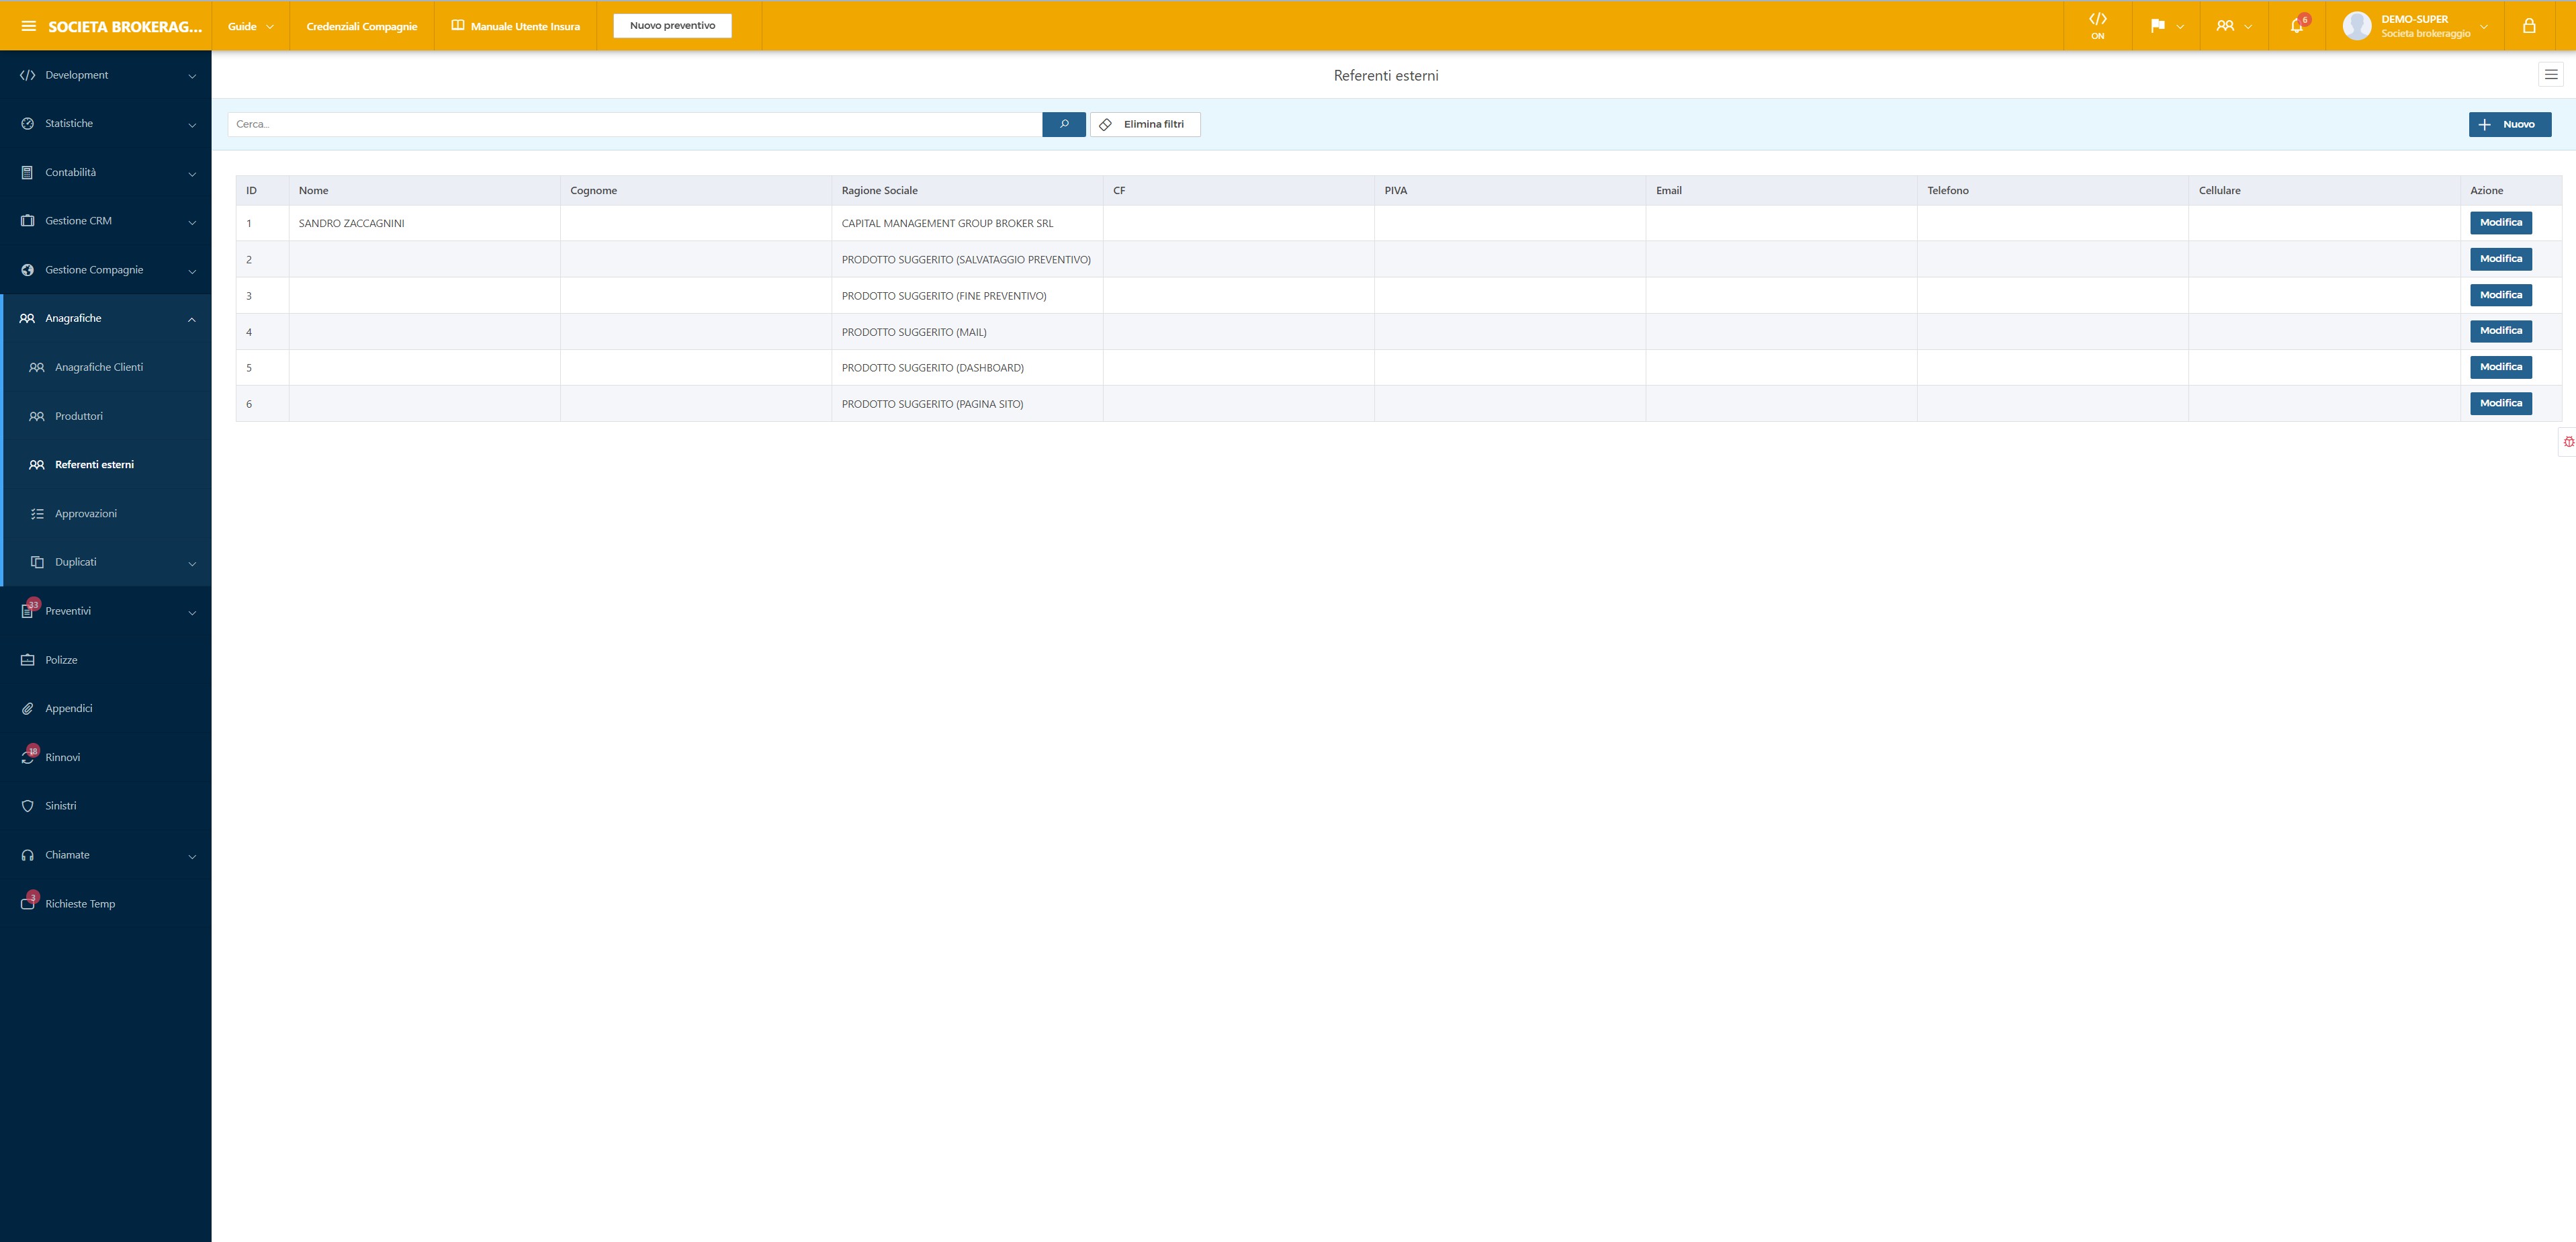 SOCIETA BROKERAG...
Guide
Credenziali Compagnie
Manuale Utente Insura
Nuovo preventivo
ON
6
DEMO-SUPER
Societa brokeraggio
Development
Statistiche
Contabilità
Gestione CRM
Gestione Compagnie
Anagrafiche
Anagrafiche Clienti
Produttori
Referenti esterni
Approvazioni
Duplicati
33
Preventivi
Polizze
Appendici
18
Rinnovi
Sinistri
Chiamate
3
Richieste Temp
Referenti esterni
Cerca...
Elimina filtri
Nuovo
ID Nome Cognome Ragione Sociale CF PIVA Email Telefono Cellulare Azione
1 SANDRO ZACCAGNINI CAPITAL MANAGEMENT GROUP BROKER SRL Modifica
2 PRODOTTO SUGGERITO (SALVATAGGIO PREVENTIVO) Modifica
3 PRODOTTO SUGGERITO (FINE PREVENTIVO) Modifica
4 PRODOTTO SUGGERITO (MAIL) Modifica
5 PRODOTTO SUGGERITO (DASHBOARD) Modifica
6 PRODOTTO SUGGERITO (PAGINA SITO) Modifica